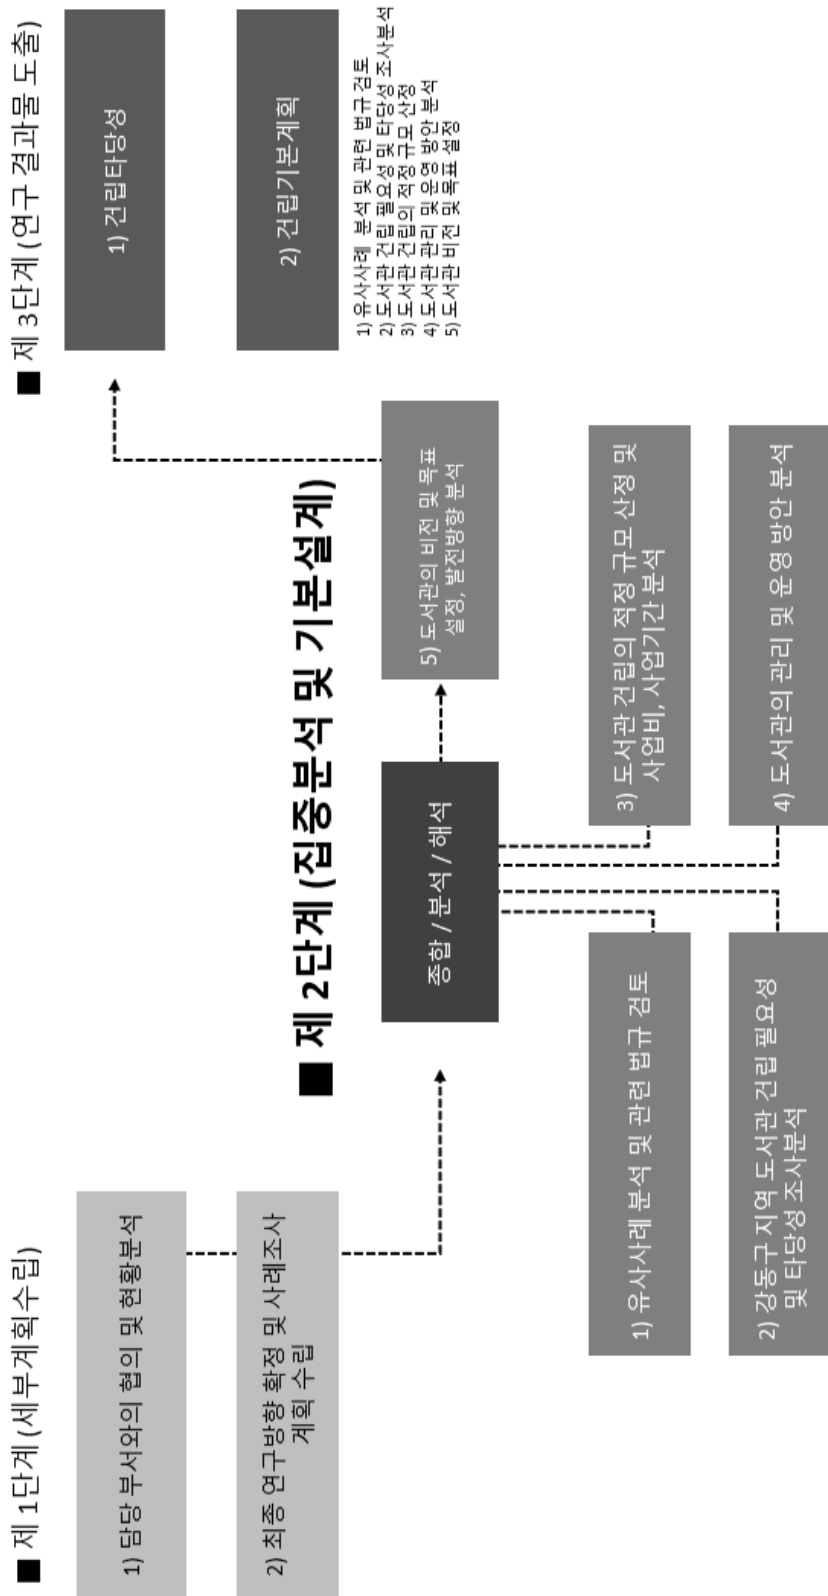 ■ 제 1단계 (세부계획수립)
1) 담당 부서와의 협의 및 현황분석
2) 최종 연구방향 확정 및 사례조사
계획 수립
■ 제 2단계 (집중분석 및 기본설계)
종합 / 분석 / 해석
1) 유사사례 분석 및 관련 법규 검토
2) 강동구 지역 도서관 건립 필요성
및 타당성 조사분석
3) 도서관 건립의 적정 규모 산정 및
사업비, 사업기간 분석
4) 도서관의 관리 및 운영 방안 분석
5) 도서관의 비전 및 목표
설정, 발전방향 분석
■ 제 3단계 (연구 결과물 도출)
1) 건립타당성
2) 건립기본계획
1) 유사사례 분석 및 관련 법규 검토
2) 도서관 건립 필요성 및 타당성 조사분석
3) 도서관 건립의 적정 규모 산정
4) 도서관 관리 및 운영 방안 분석
5) 도서관 비전 및 목표 설정